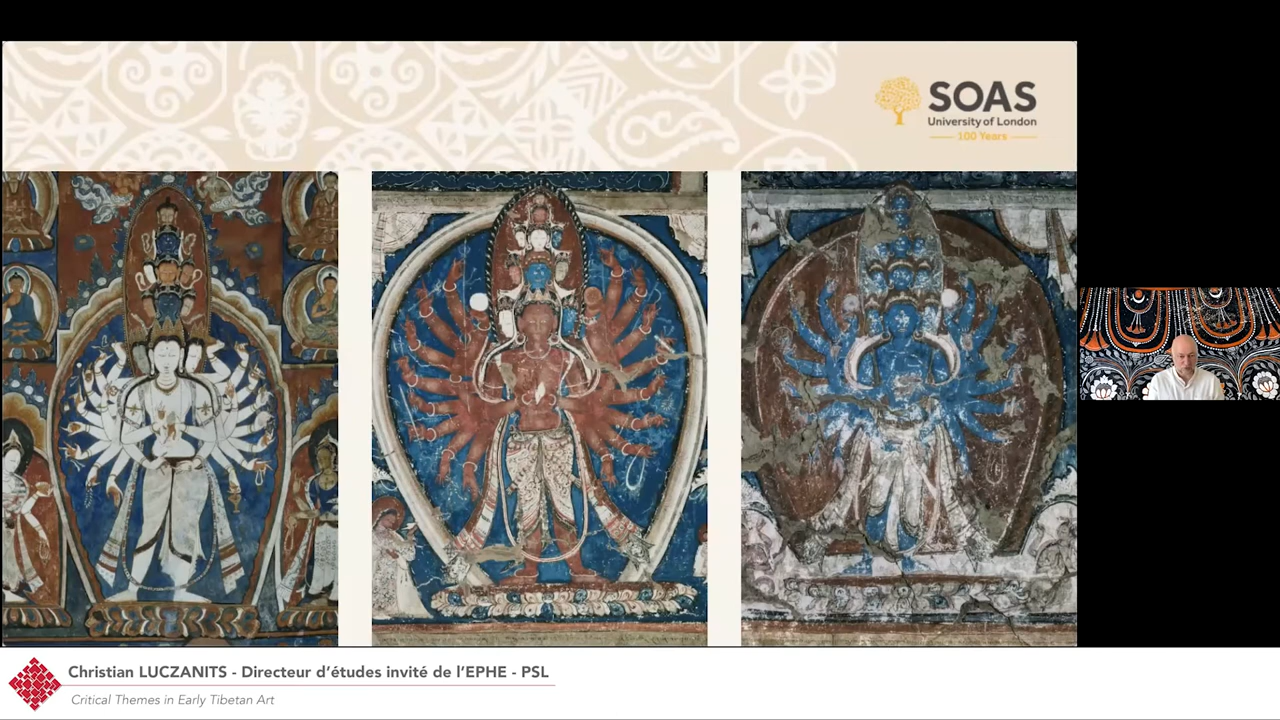 SOAS
University of London
100 Years
Christian LUCZANITS - Directeur d'études invité de l'EPHE - PSL
Critical Themes in Early Tibetan Art